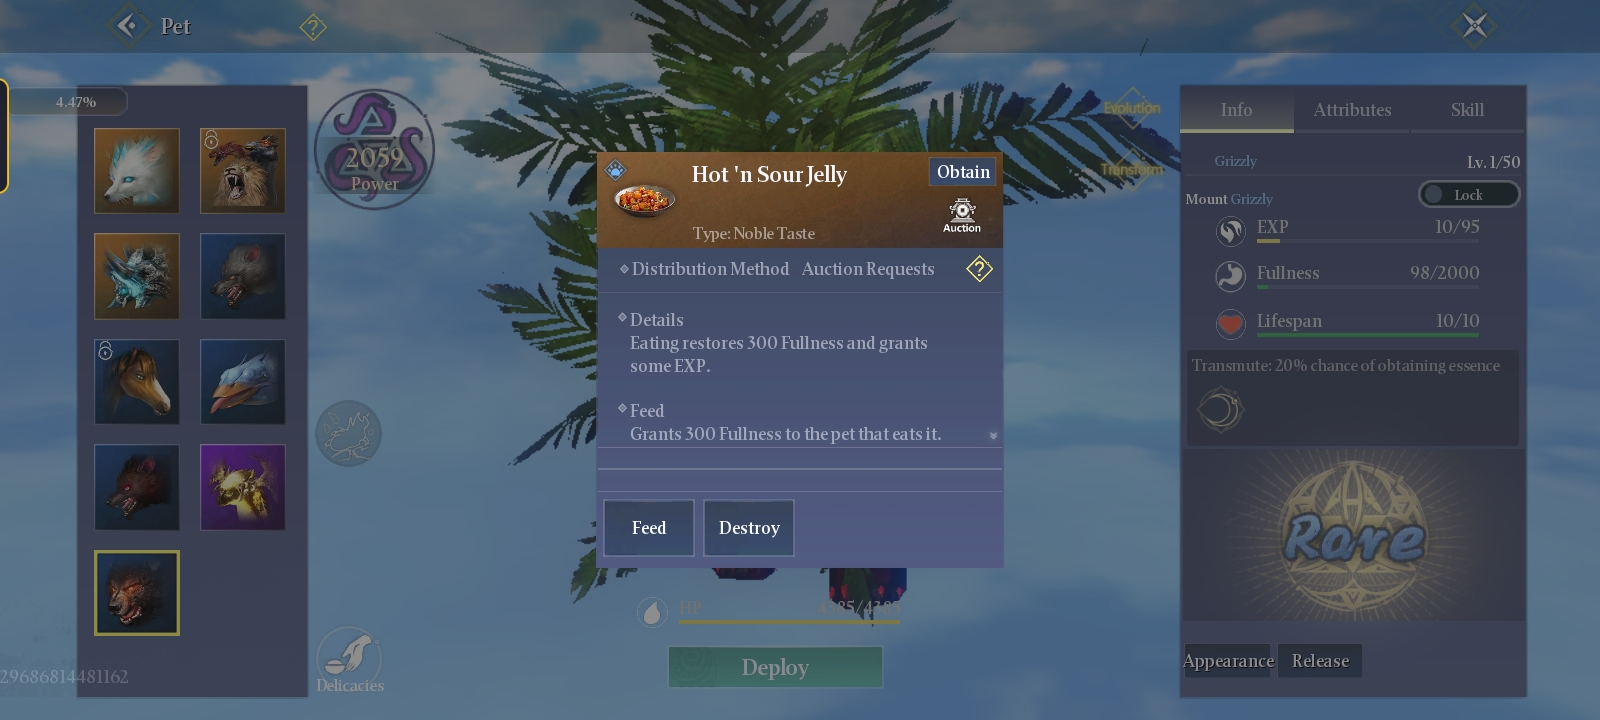 Pet
?
4.47%
2059
Power
Evolution
Transform
Hot 'n Sour Jelly
Obtain
Auction
Type: Noble Taste
Distribution Method Auction Requests
?
Details
Eating restores 300 Fullness and grants
some EXP.
Feed
Grants 300 Fullness to the pet that eats it.
Feed
Destroy
HP 4385/4385
Deploy
Delicacies
29686814481162
Info
Attributes
Skill
Grizzly
Lv. 1/50
Mount Grizzly
Lock
EXP 10/95
Fullness 98/2000
Lifespan 10/10
Transmute: 20% chance of obtaining essence
Rare
Appearance
Release